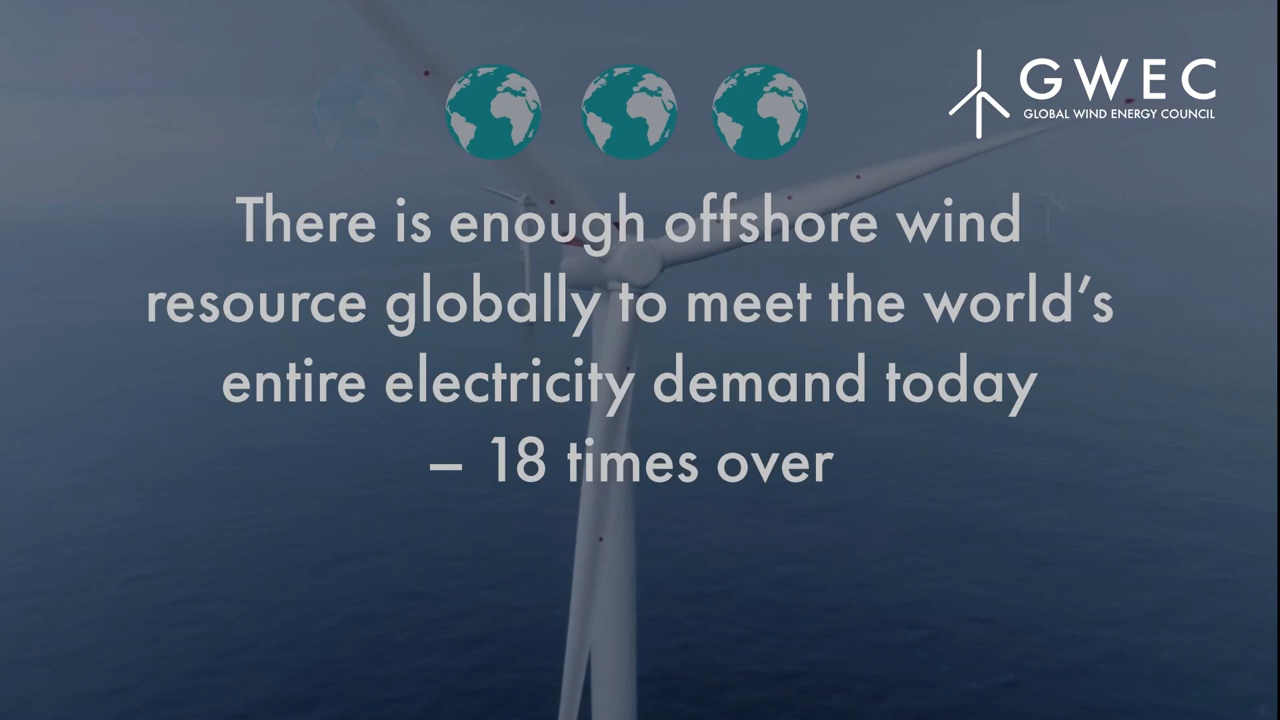 GWEC
GLOBAL WIND ENERGY COUNCIL
There is enough offshore wind
resource globally to meet the world’s
entire electricity demand today
– 18 times over